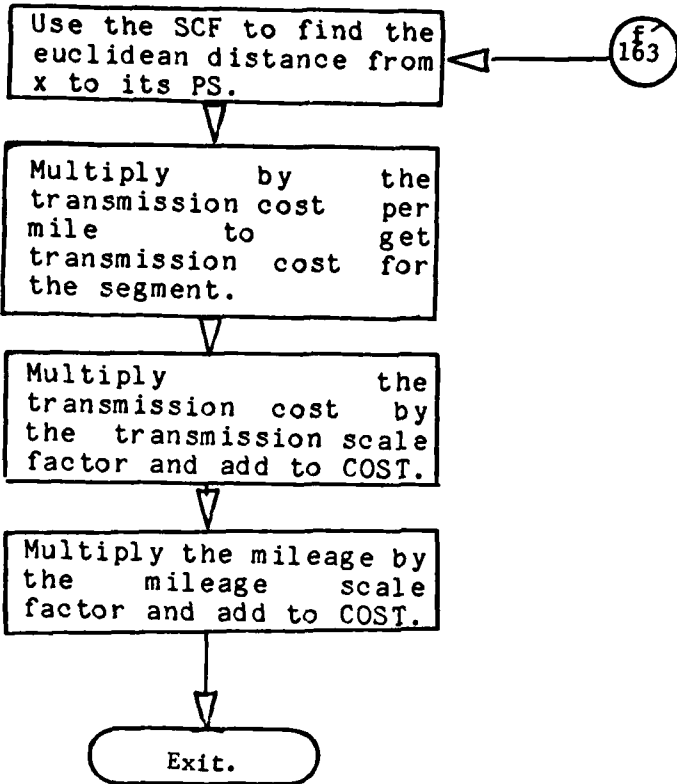 Use the SCF to find the
euclidean distance from
x to its PS.
f
163
Multiply by the
transmission cost per
mile to get
transmission cost for
the segment.
Multiply the
transmission cost by
the transmission scale
factor and add to COST.
Multiply the mileage by
the mileage scale
factor and add to COST.
Exit.